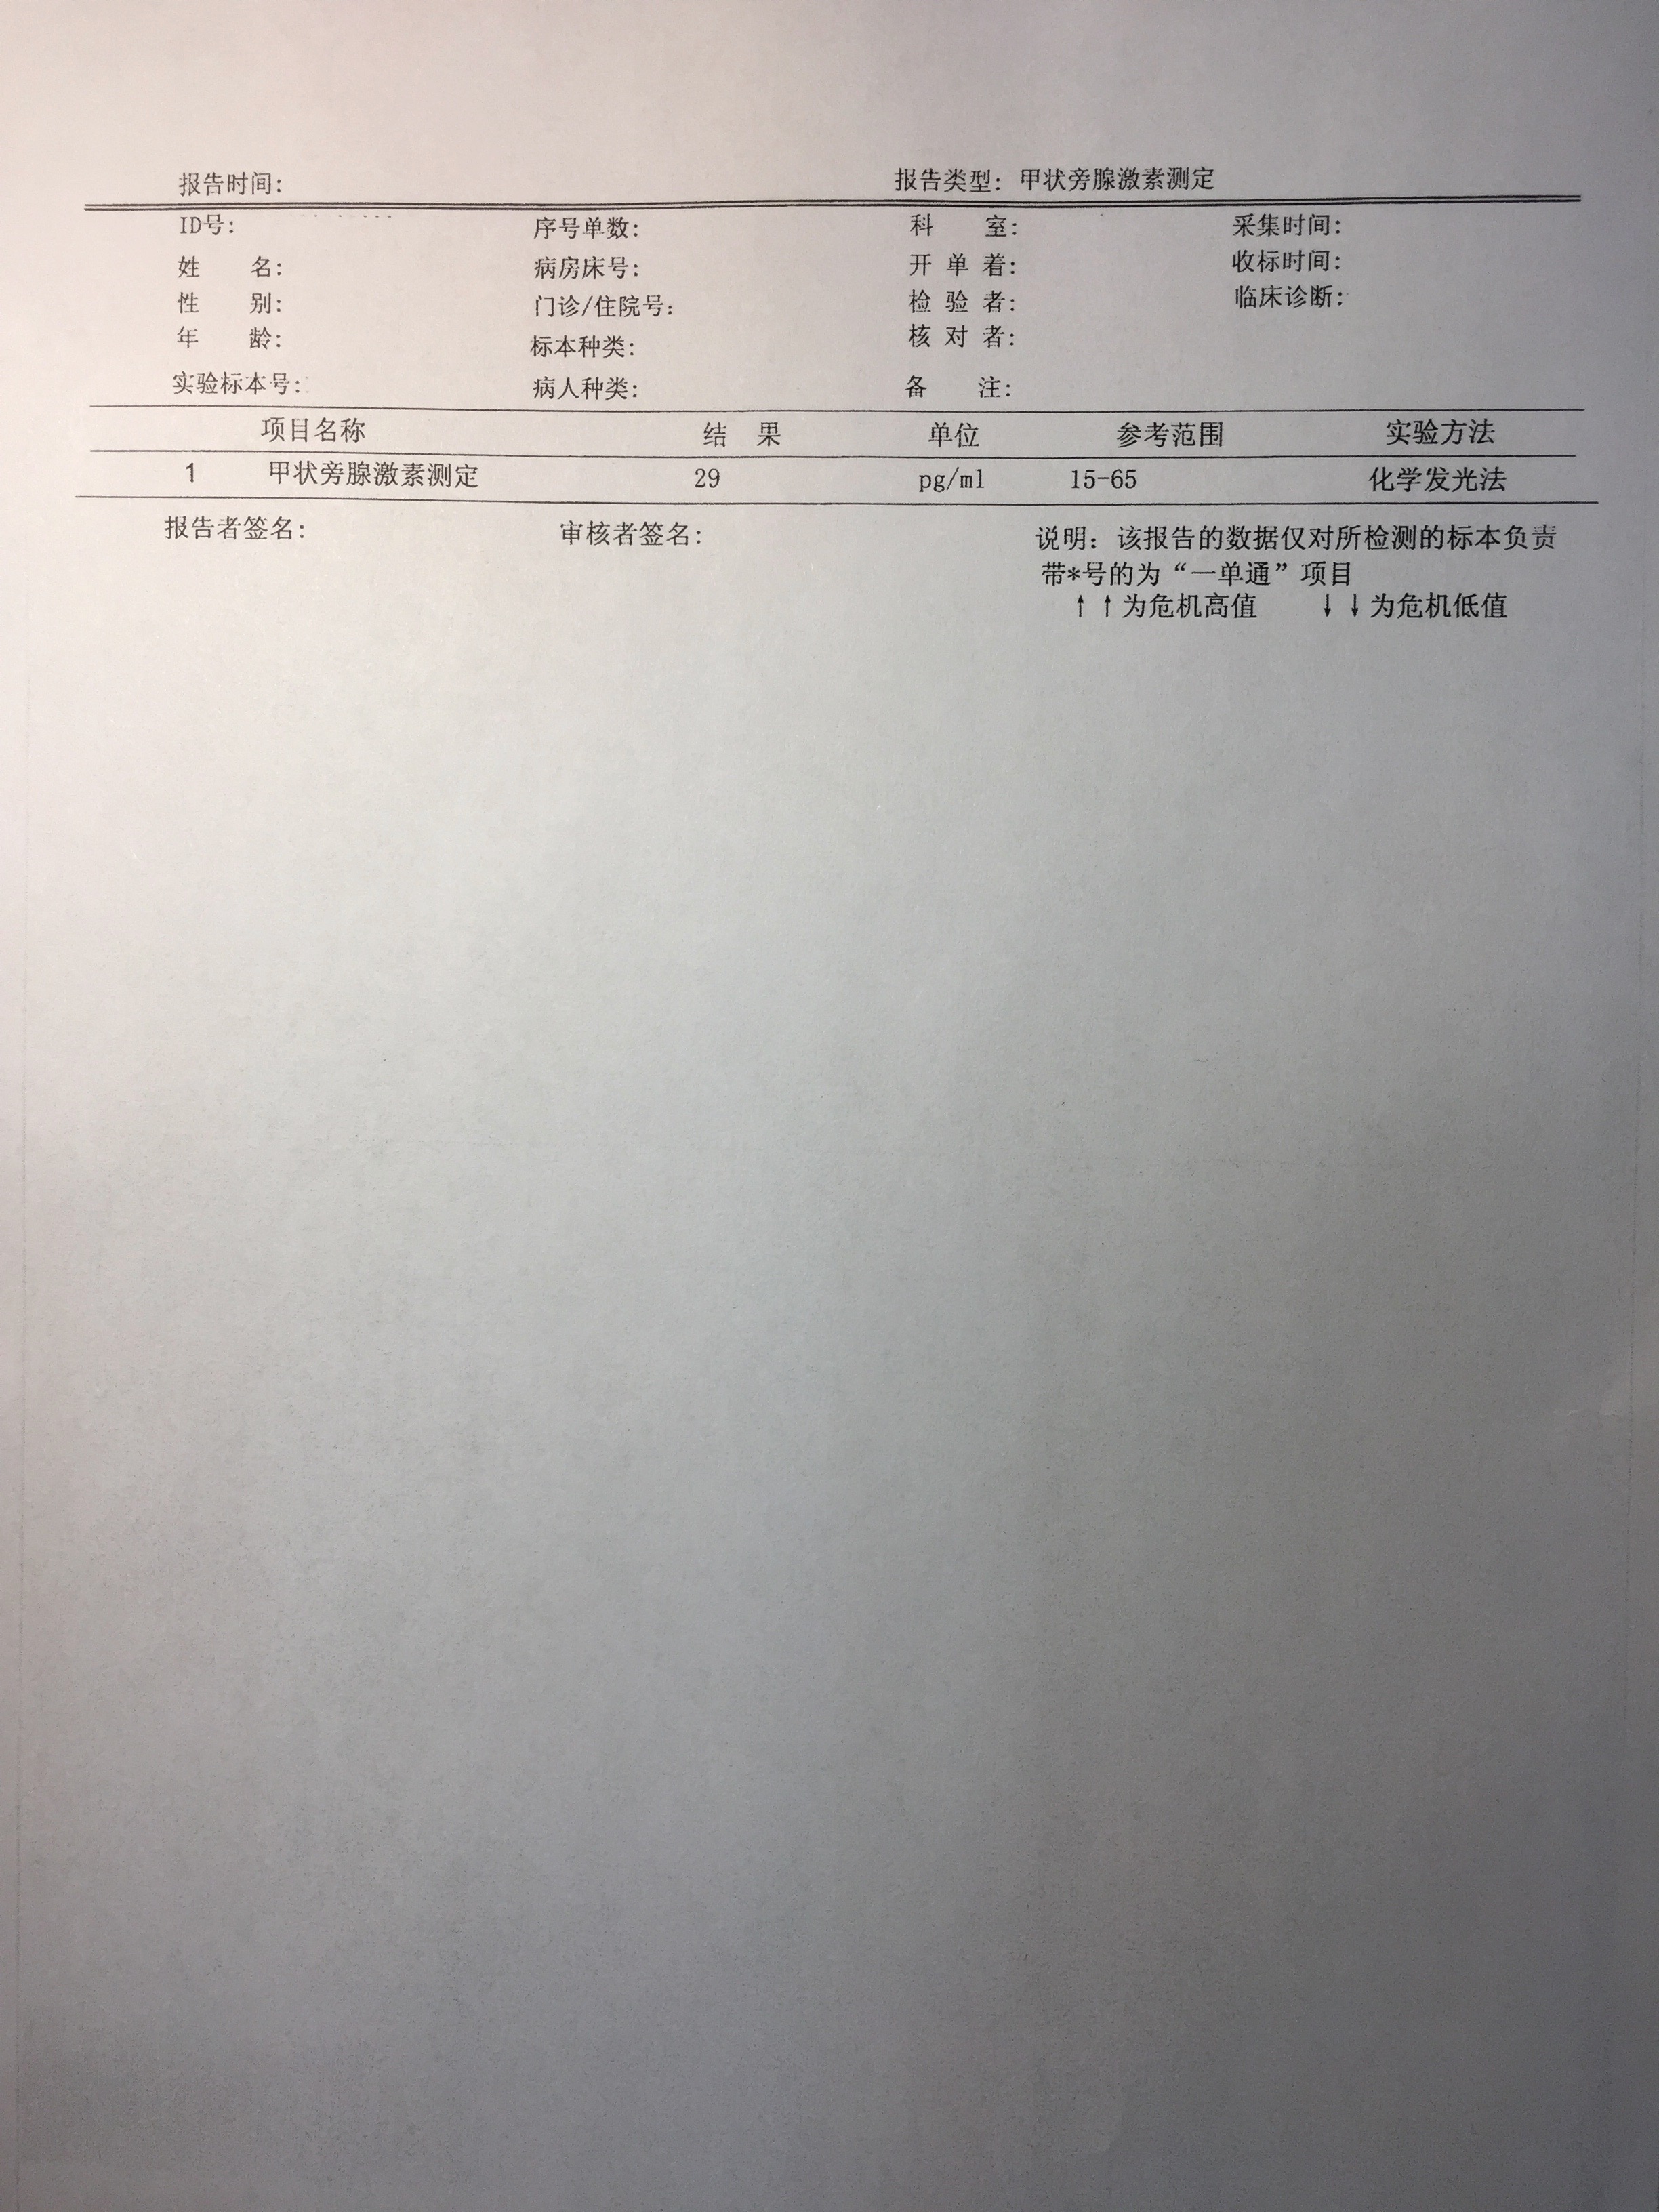 报告时间: 报告类型: 甲状旁腺激素测定
ID号: 序号单数: 科 室: 采集时间:
姓 名: 病房床号: 开 单 着: 收标时间:
性 别: 门诊/住院号: 检 验 者: 临床诊断:
年 龄: 标本种类: 核 对 者:
实验标本号: 病人种类: 备 注:
项目名称 结 果 单位 参考范围 实验方法
1 甲状旁腺激素测定 29 pg/ml 15-65 化学发光法
报告者签名: 审核者签名: 说明: 该报告的数据仅对所检测的标本负责
带*号的为“一单通”项目
↑↑为危机高值 ↓↓为危机低值